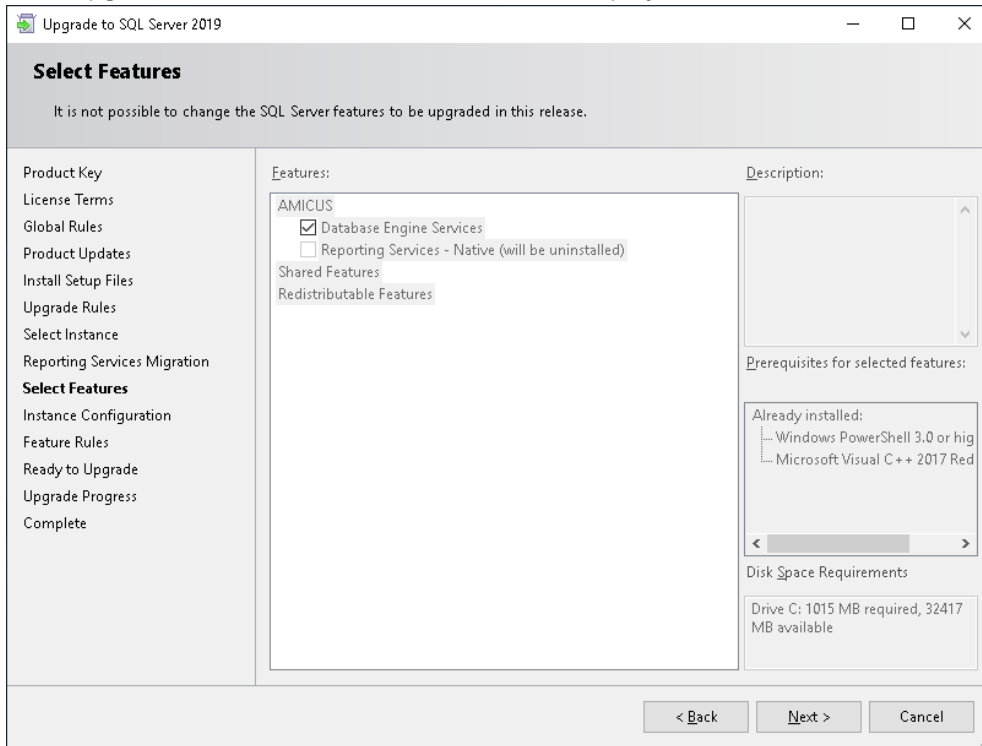 Upgrade to SQL Server 2019
Select Features
It is not possible to change the SQL Server features to be upgraded in this release.
Product Key
License Terms
Global Rules
Product Updates
Install Setup Files
Upgrade Rules
Select Instance
Reporting Services Migration
Select Features
Instance Configuration
Feature Rules
Ready to Upgrade
Upgrade Progress
Complete
Features:
AMICUS
Database Engine Services
Reporting Services - Native (will be uninstalled)
Shared Features
Redistributable Features
Description:
Prerequisites for selected features:
Already installed:
Windows PowerShell 3.0 or hig
Microsoft Visual C++ 2017 Red
Disk Space Requirements
Drive C: 1015 MB required, 32417
MB available
< Back
Next >
Cancel